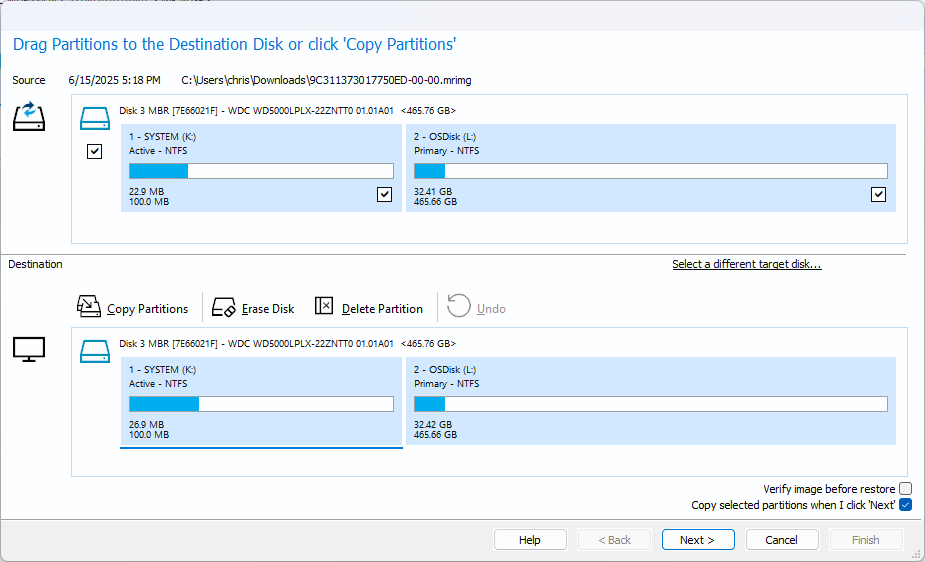 Drag Partitions to the Destination Disk or click 'Copy Partitions'
Source 6/15/2025 5:18 PM C:\Users\chris\Downloads\9C311373017750ED-00-00.mrimg
Disk 3 MBR [7E66021F] - WDC WD5000LPLX-22ZNTT0 01.01A01 <465.76 GB>
1 - SYSTEM (K:)
Active - NTFS
22.9 MB
100.0 MB
2 - OSDisk (L:)
Primary - NTFS
32.41 GB
465.66 GB
Destination
Select a different target disk...
Copy Partitions
Erase Disk
Delete Partition
Undo
Disk 3 MBR [7E66021F] - WDC WD5000LPLX-22ZNTT0 01.01A01 <465.76 GB>
1 - SYSTEM (K:)
Active - NTFS
26.9 MB
100.0 MB
2 - OSDisk (L:)
Primary - NTFS
32.42 GB
465.66 GB
Verify image before restore
Copy selected partitions when I click 'Next'
Help
< Back
Next >
Cancel
Finish